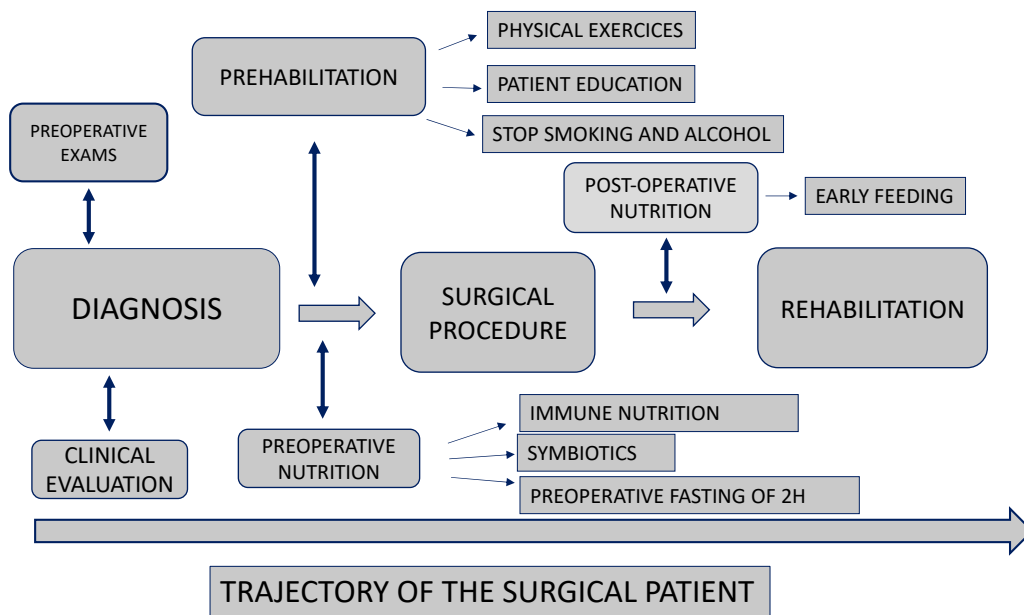 PHYSICAL EXERCICES
PREHABILITATION
PATIENT EDUCATION
STOP SMOKING AND ALCOHOL
PREOPERATIVE
EXAMS
POST-OPERATIVE
NUTRITION
EARLY FEEDING
DIAGNOSIS
SURGICAL
PROCEDURE
REHABILITATION
CLINICAL
EVALUATION
PREOPERATIVE
NUTRITION
IMMUNE NUTRITION
SYMBIOTICS
PREOPERATIVE FASTING OF 2H
TRAJECTORY OF THE SURGICAL PATIENT